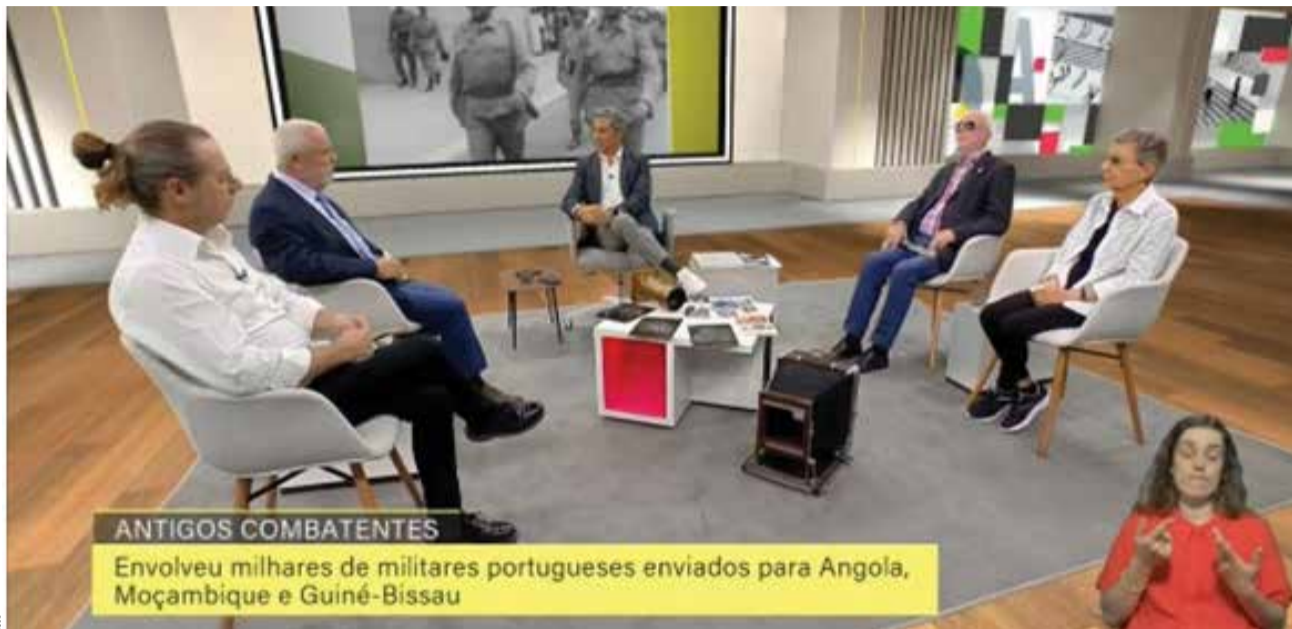 ANTIGOS COMBATENTES
Envolveu milhares de militares portugueses enviados para Angola,
Moçambique e Guiné-Bissau